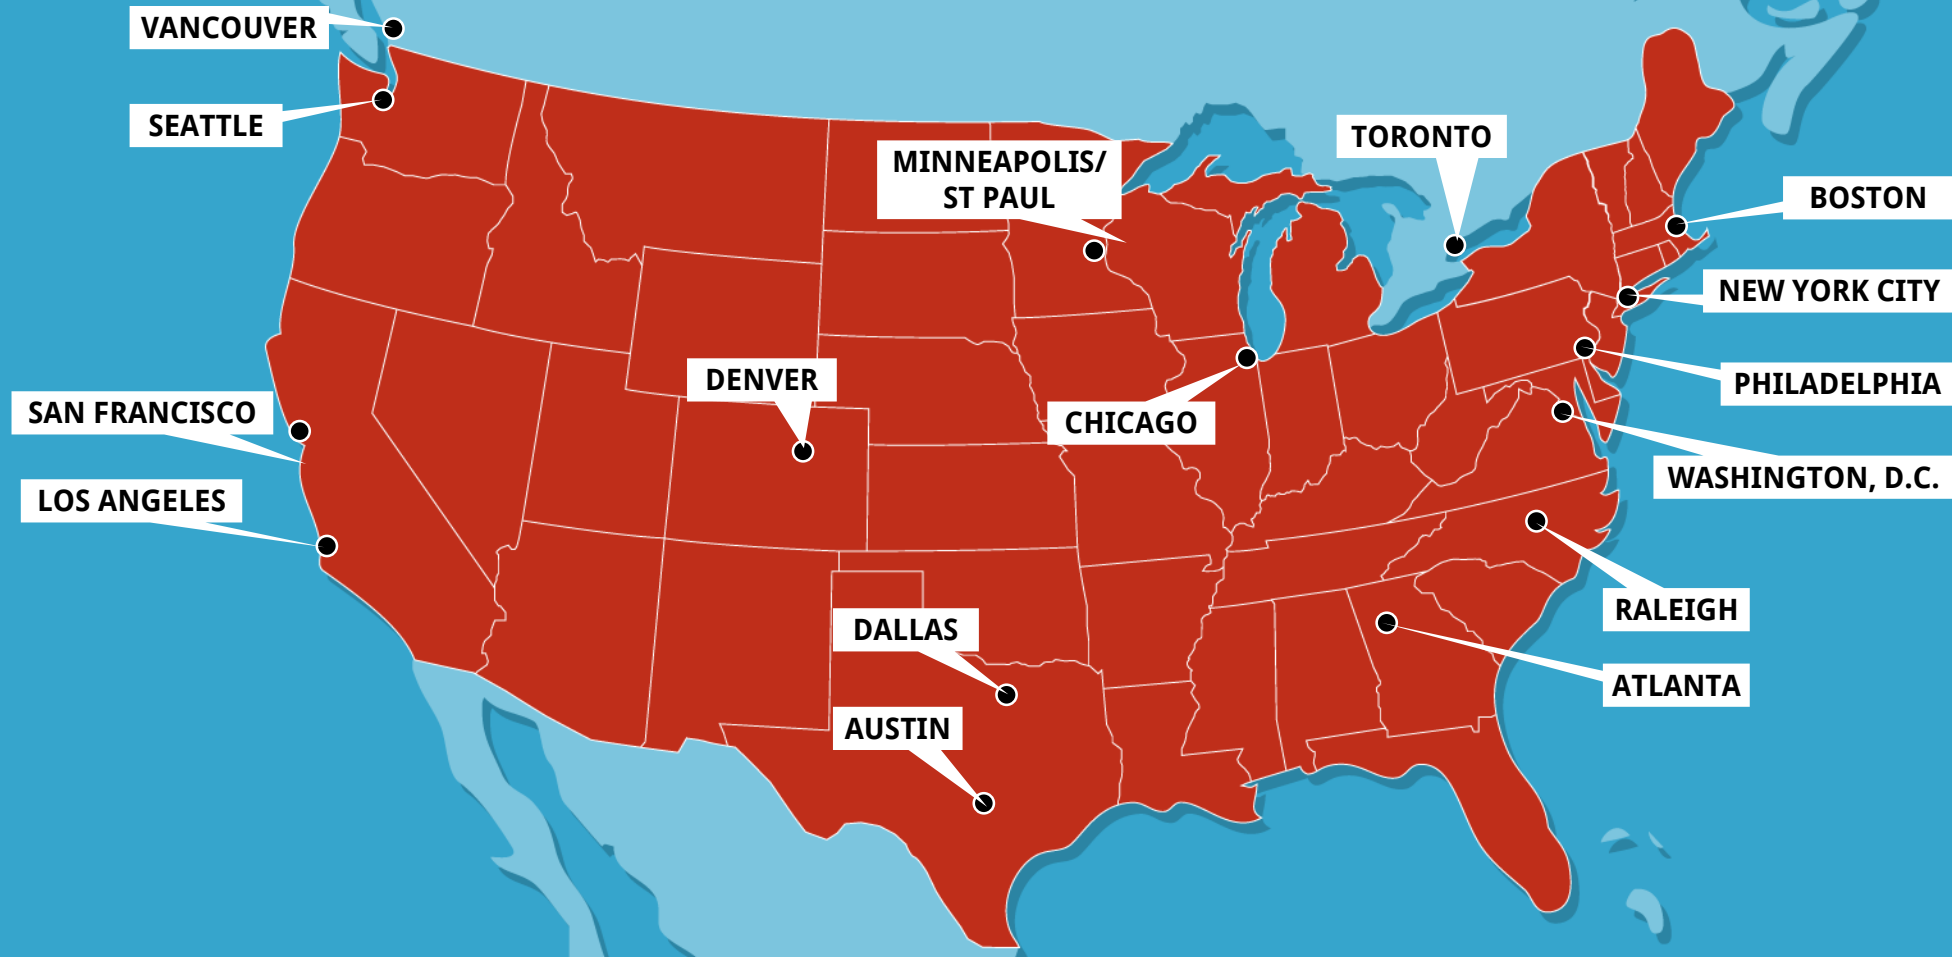 VANCOUVER
SEATTLE
TORONTO
MINNEAPOLIS/
ST PAUL
BOSTON
NEW YORK CITY
DENVER
PHILADELPHIA
SAN FRANCISCO
CHICAGO
WASHINGTON, D.C.
LOS ANGELES
RALEIGH
DALLAS
ATLANTA
AUSTIN